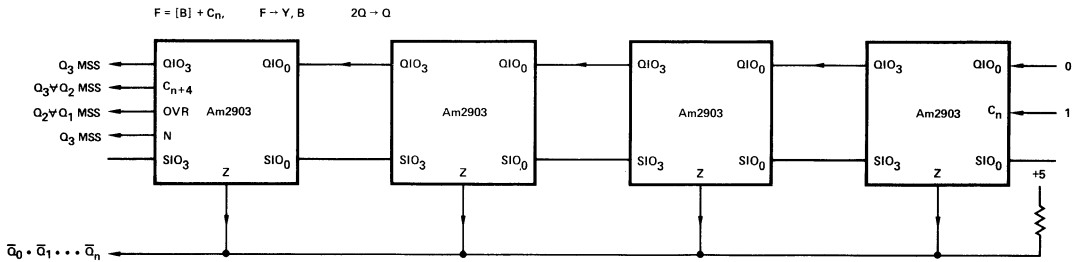 F = [B] + Cn, F → Y, B 2Q → Q
Q3 MSS QIO3 QIO0 QIO3 QIO0 QIO3 QIO0 QIO3 QIO0 0
Q3∀Q2 MSS Cn+4
Q2∀Q1 MSS OVR Am2903 Am2903 Am2903 Am2903 Cn 1
Q3 MSS N
SIO3 SIO0 SIO3 SIO0 SIO3 SIO0 SIO3 SIO0
Z Z Z Z +5
Q̅0 • Q̅1 • • • Q̅n